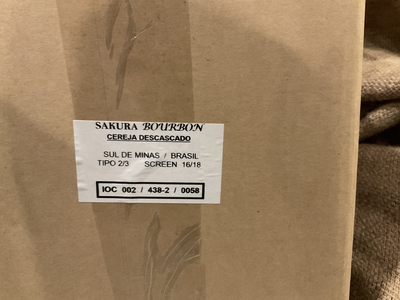 SAKURA BOURBON
CEREJA DESCASCADO
SUL DE MINAS / BRASIL
TIPO 2/3 SCREEN 16/18
IOC 002 / 438-2 / 0058